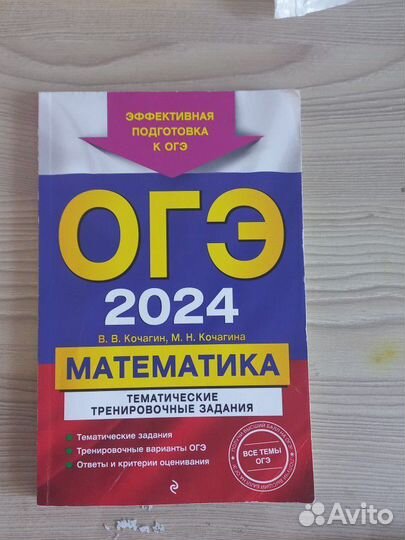 ЭФФЕКТИВНАЯ
ПОДГОТОВКА
К ОГЭ
ОГЭ
2024
В. В. Кочагин, М. Н. Кочагина
МАТЕМАТИКА
ТЕМАТИЧЕСКИЕ
ТРЕНИРОВОЧНЫЕ ЗАДАНИЯ
Тематические задания
Тренировочные варианты ОГЭ
Ответы и критерии оценивания
ВСЕ ТЕМЫ
ОГЭ
Avito